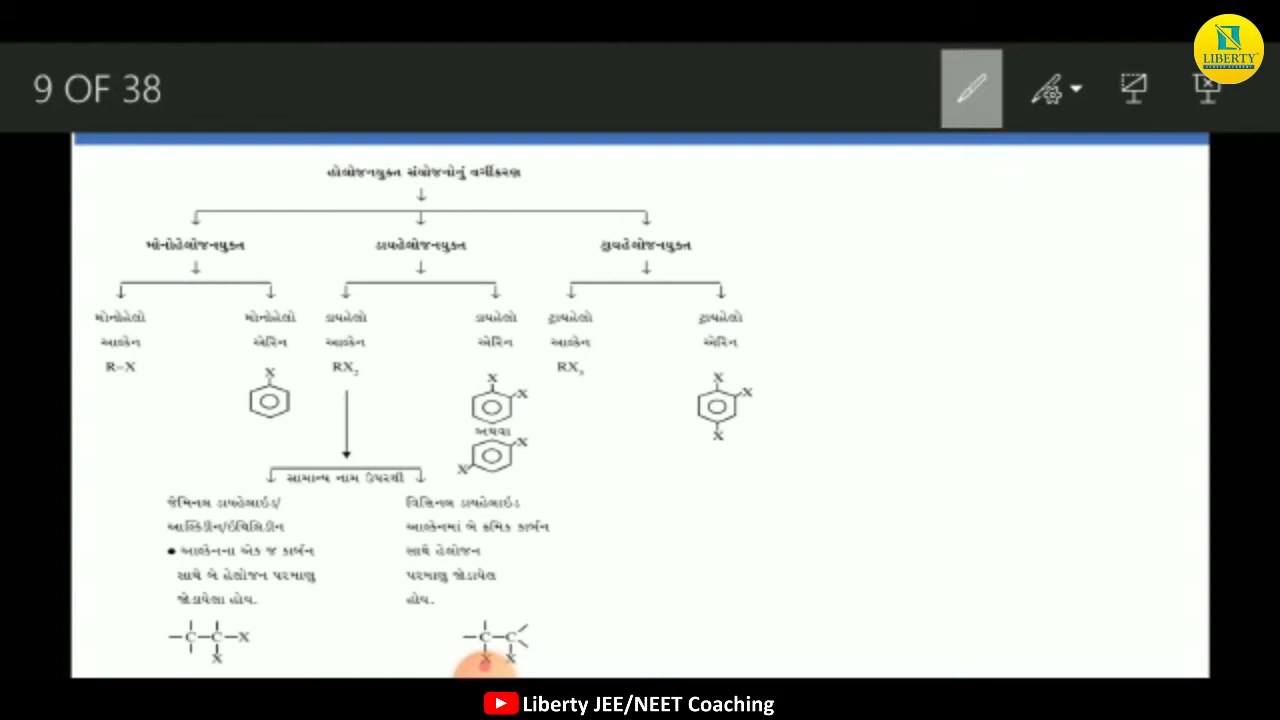 LIBERTY
9 OF 38
હેલોજનયુક્ત સંયોજનોનું વર્ગીકરણ
મોનોહેલોજનયુક્ત ડાયહેલોજનયુક્ત ટ્રાયહેલોજનયુક્ત
મોનોહેલો મોનોહેલો ડાયહેલો ડાયહેલો ટ્રાયહેલો ટ્રાયહેલો
આલ્કેન એરિન આલ્કેન એરિન આલ્કેન એરિન
R–X RX₂ RX₃
X X X
X X
અથવા
X X
X
સામાન્ય નામ ઉપરથી
જેમિનલ ડાયહેલાઈડ/ વિસિનલ ડાયહેલાઈડ
આલ્કિડીન/ઈથિલિડીન આલ્કેનમાં બે ક્રમિક કાર્બન
● આલ્કેનના એક જ કાર્બન સાથે હેલોજન
સાથે બે હેલોજન પરમાણુ પરમાણુ જોડાયેલ
જોડાયેલા હોય. હોય.
–C–C–X –C–C
X X X
Liberty JEE/NEET Coaching